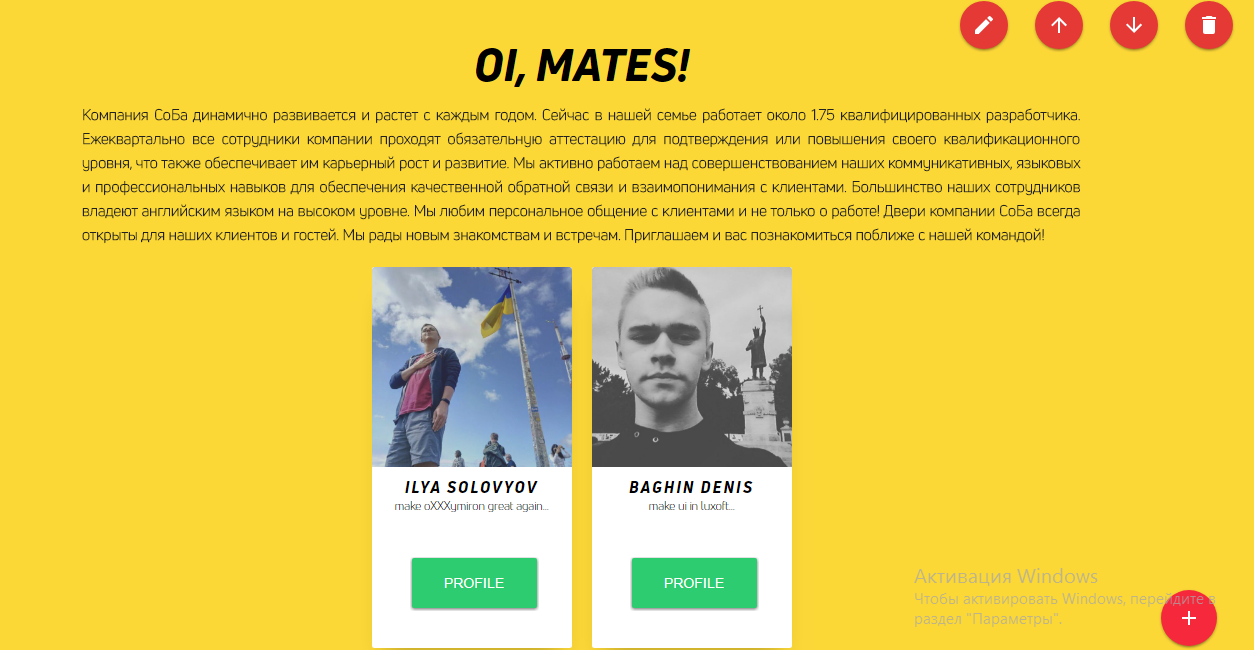 OI, MATES!
Компания СоБа динамично развивается и растет с каждым годом. Сейчас в нашей семье работает около 1.75 квалифицированных разработчика.
Ежеквартально все сотрудники компании проходят обязательную аттестацию для подтверждения или повышения своего квалификационного
уровня, что также обеспечивает им карьерный рост и развитие. Мы активно работаем над совершенствованием наших коммуникативных, языковых
и профессиональных навыков для обеспечения качественной обратной связи и взаимопонимания с клиентами. Большинство наших сотрудников
владеют английским языком на высоком уровне. Мы любим персональное общение с клиентами и не только о работе! Двери компании СоБа всегда
открыты для наших клиентов и гостей. Мы рады новым знакомствам и встречам. Приглашаем и вас познакомиться поближе с нашей командой!
ILYA SOLOVYOV
make oXXXymiron great again...
PROFILE
BAGHIN DENIS
make ui in luxoft...
PROFILE
Активация Windows
Чтобы активировать Windows, перейдите в
раздел "Параметры".